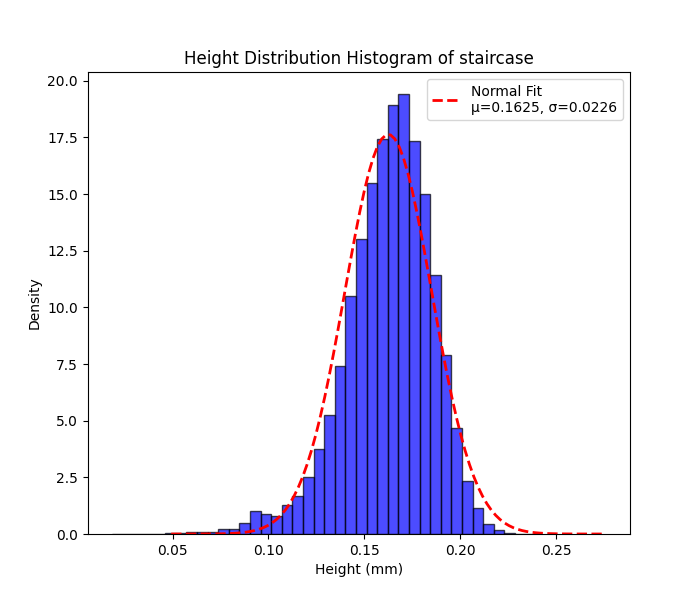 Height Distribution Histogram of staircase
Normal Fit
μ=0.1625, σ=0.0226
20.0
17.5
15.0
12.5
10.0
7.5
5.0
2.5
0.0
Density
0.05 0.10 0.15 0.20 0.25
Height (mm)